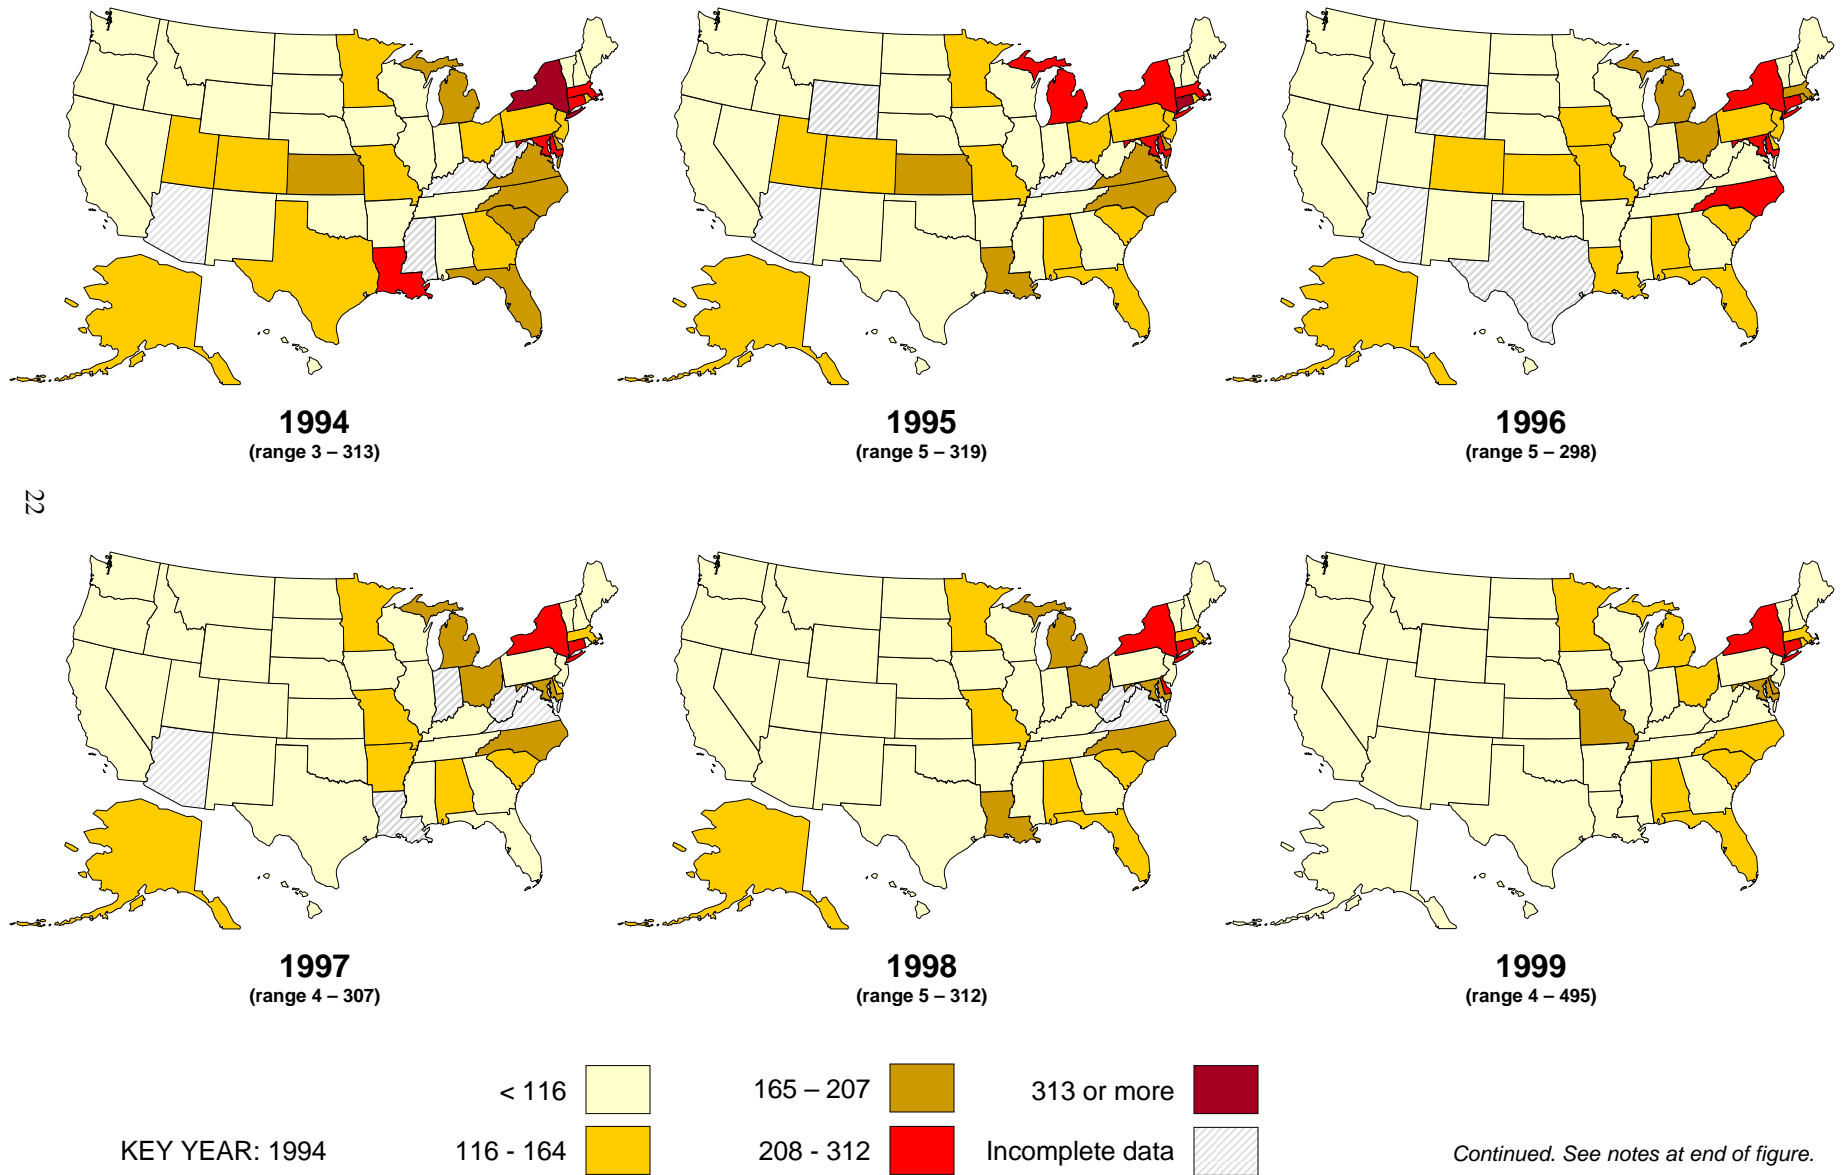 1994
(range 3 – 313)
1995
(range 5 – 319)
1996
(range 5 – 298)
22
1997
(range 4 – 307)
1998
(range 5 – 312)
1999
(range 4 – 495)
< 116
165 – 207
313 or more
KEY YEAR: 1994
116 - 164
208 - 312
Incomplete data
Continued. See notes at end of figure.